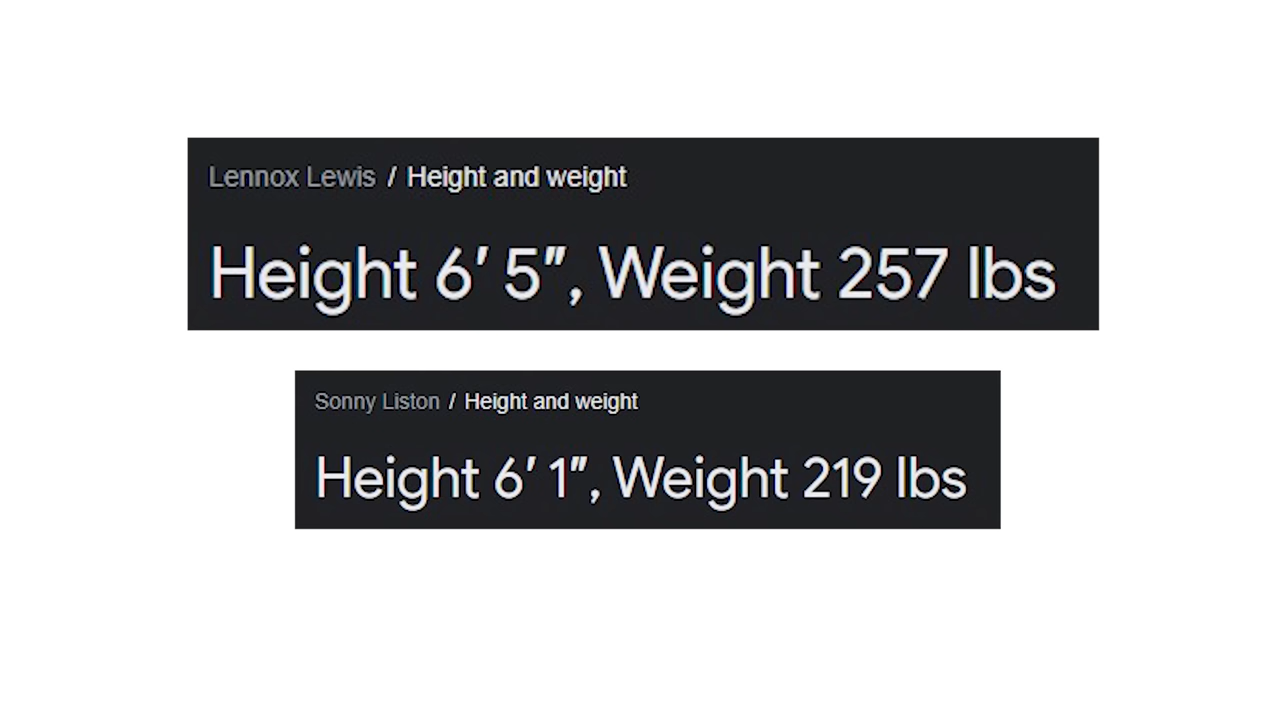 Lennox Lewis / Height and weight
Height 6′ 5″, Weight 257 lbs
Sonny Liston / Height and weight
Height 6′ 1″, Weight 219 lbs